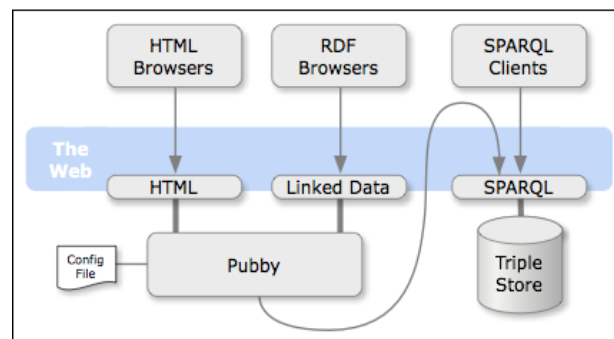 HTML
Browsers
RDF
Browsers
SPARQL
Clients
The
Web
HTML
Linked Data
SPARQL
Config
File
Pubby
Triple
Store